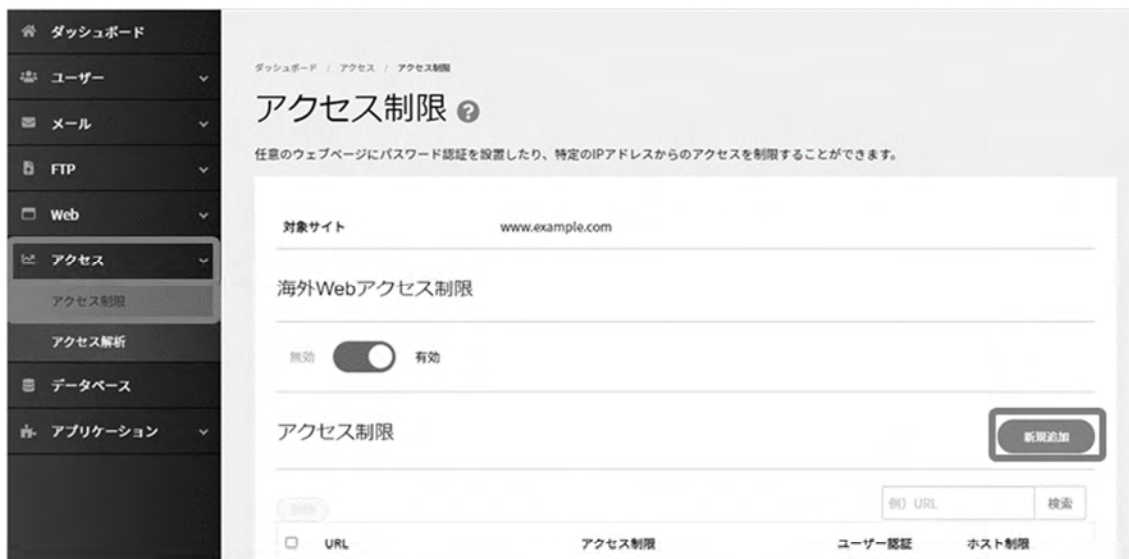 ダッシュボード
ユーザー
メール
FTP
Web
アクセス
アクセス制限
アクセス解析
データベース
アプリケーション
ダッシュボード / アクセス / アクセス制限
アクセス制限 ?
任意のウェブページにパスワード認証を設置したり、特定のIPアドレスからのアクセスを制限することができます。
対象サイト www.example.com
海外Webアクセス制限
無効 有効
アクセス制限 新規追加
削除
例）URL 検索
URL アクセス制限 ユーザー認証 ホスト制限